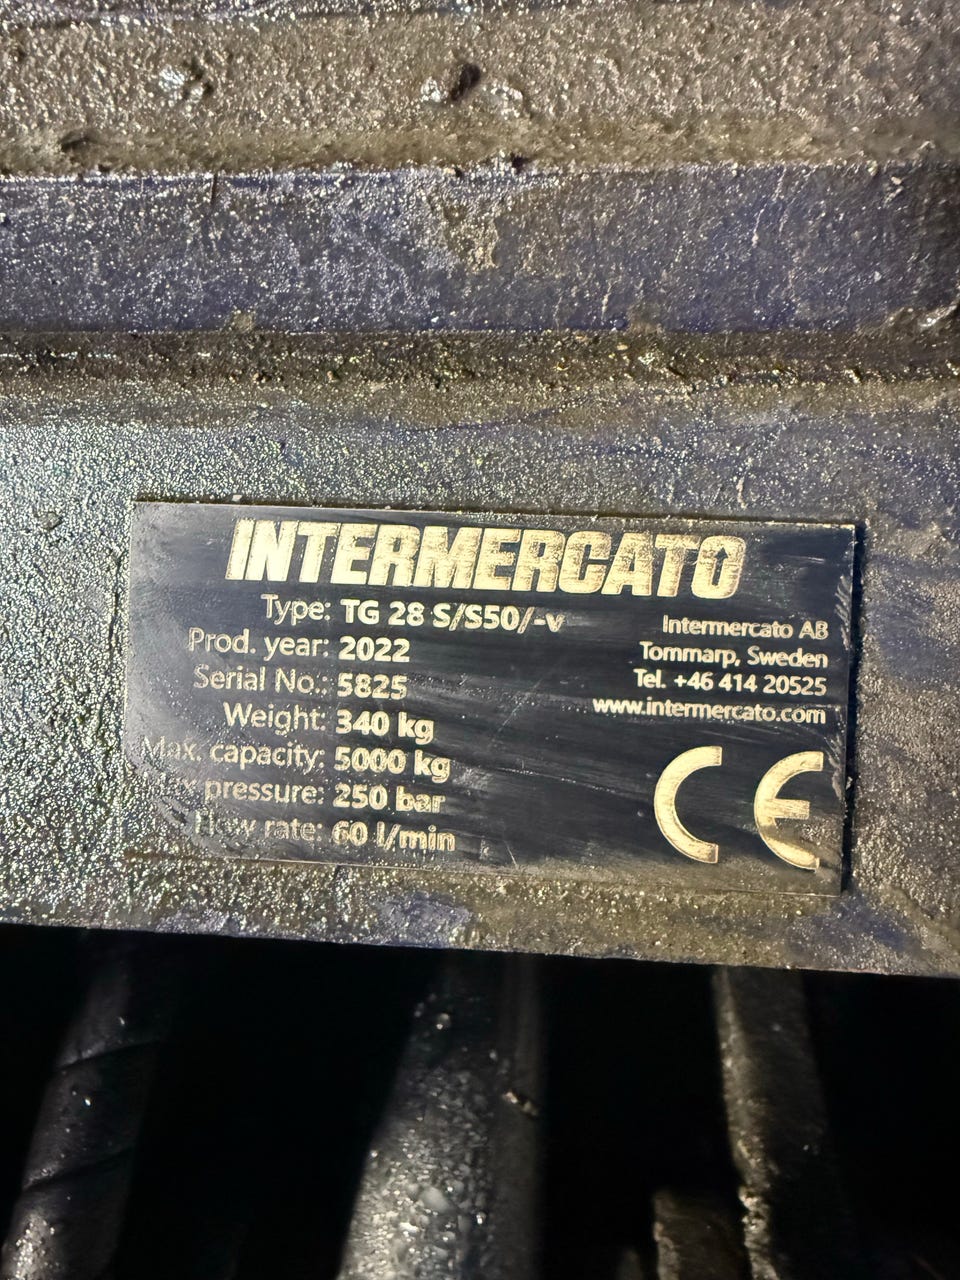 INTERMERCATO
Type: TG 28 S/S50/-v
Prod. year: 2022
Serial No.: 5825
Weight: 340 kg
Max. capacity: 5000 kg
pressure: 250 bar
Flow rate: 60 l/min
Intermercato AB
Tommarp, Sweden
Tel. +46 414 20525
www.intermercato.com
CE